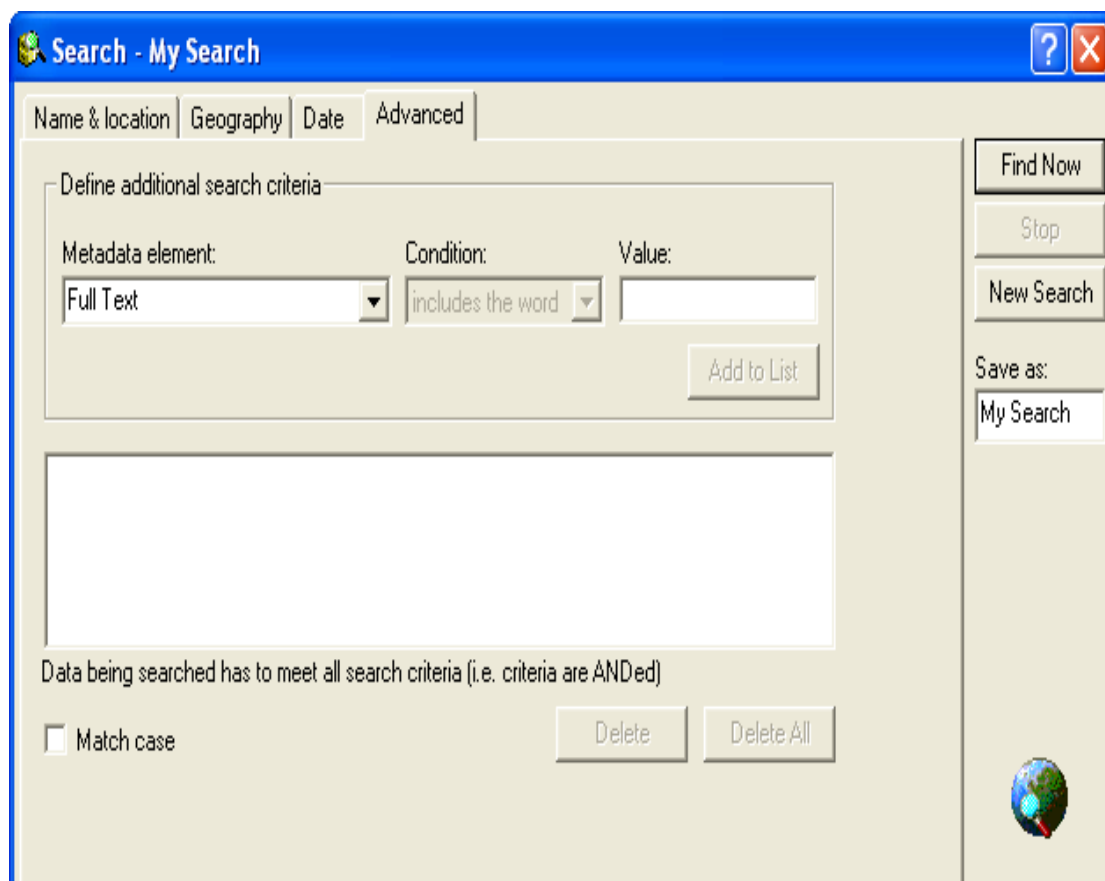 Search - My Search
Name & location
Geography
Date
Advanced
Define additional search criteria
Metadata element:
Condition:
Value:
Full Text
includes the word
Add to List
Data being searched has to meet all search criteria (i.e. criteria are ANDed)
Match case
Delete
Delete All
Find Now
Stop
New Search
Save as:
My Search